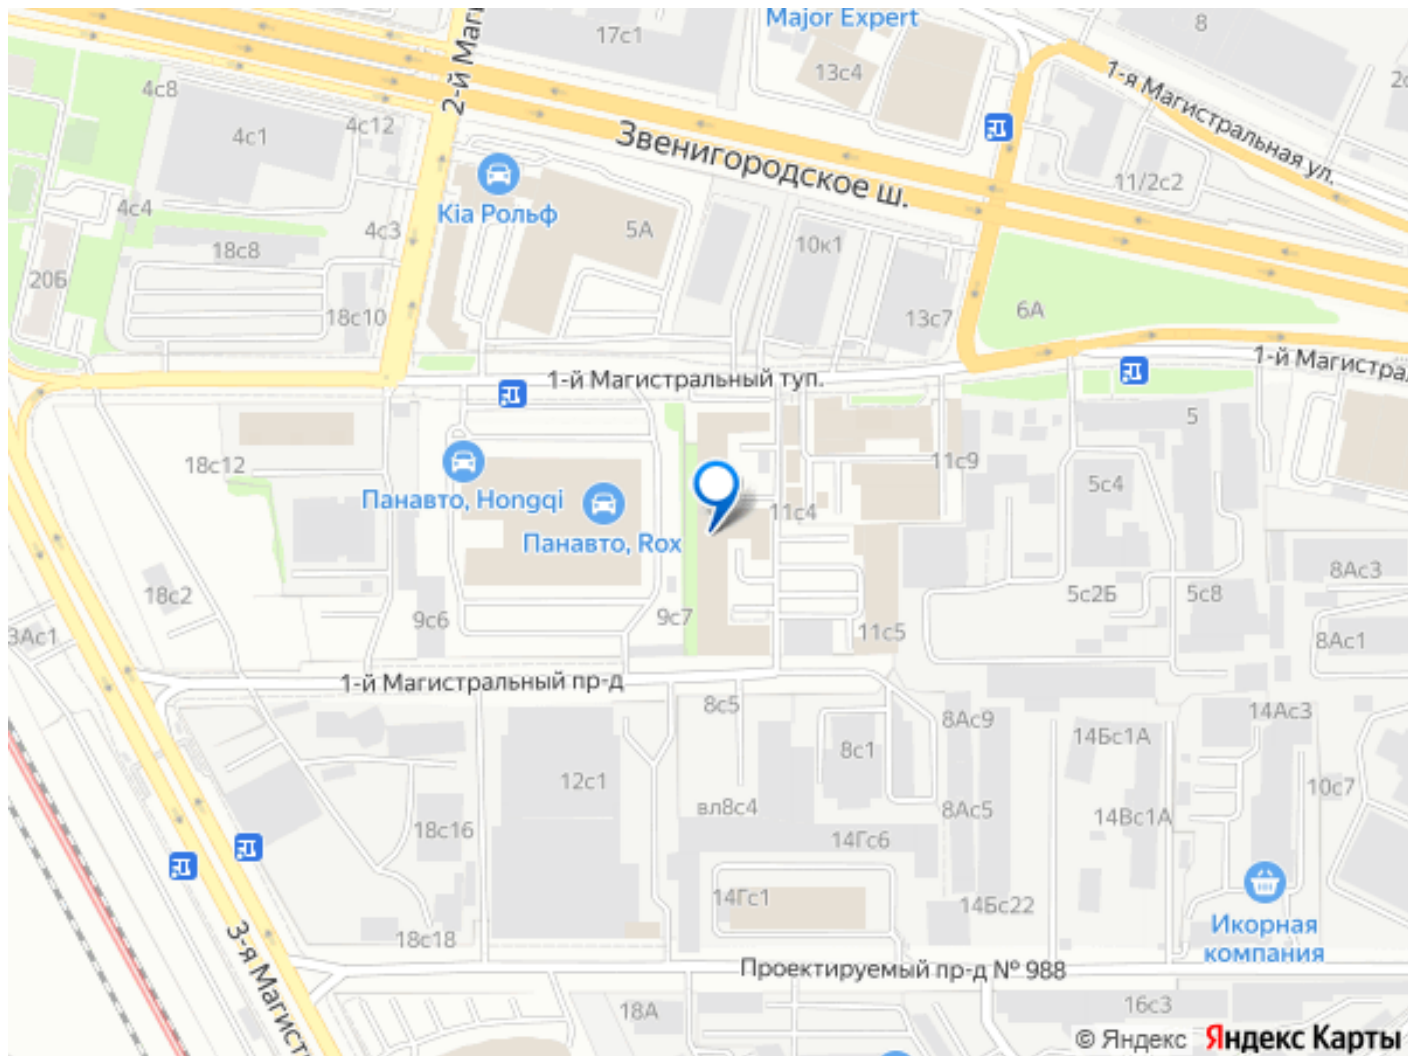 Major Expert
17с1
8
13с4
2-й Маг
1-я Магистральная ул.
4с8
4с1
4с12
Звенигородское ш.
11/2с2
4с4
4с3
Kia Рольф
5А
10к1
18с8
20Б
18с10
13с7
6А
1-й Магистральный туп.
1-й Магистра
5
18с12
11с9
5с4
Панавто, Hongqi
11с4
Панавто, Rox
8Ас3
18с2
5с2Б
5с8
9с6
9с7
11с5
3Ас1
8Ас1
1-й Магистральный пр-д
8с5
8Ас9
14Ас3
14Бс1А
8с1
12с1
10с7
вл8с4
8Ас5
14Вс1А
18с16
14Гс6
14Гс1
14Бс22
Икорная
компания
18с18
3-я Магист
Проектируемый пр-д № 988
18А
16с3
© Яндекс Яндекс Карты